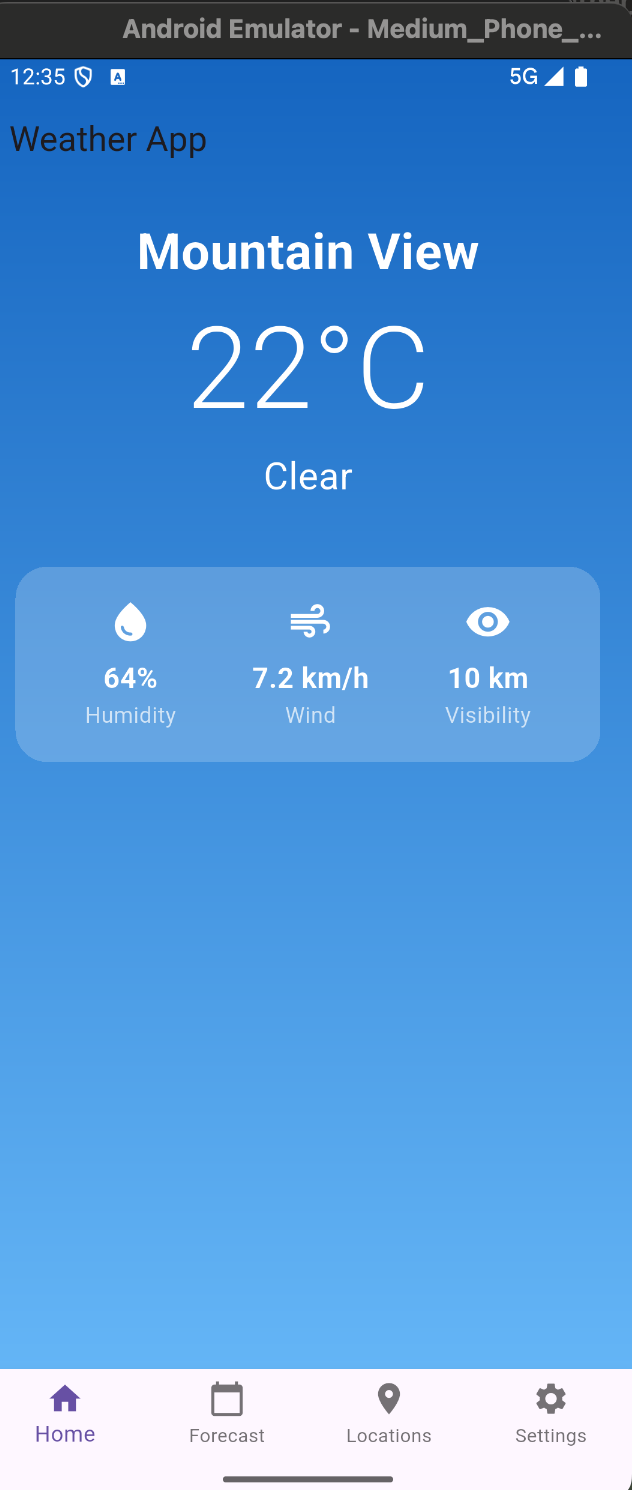 Android Emulator - Medium_Phone_...
12:35 A 5G
Weather App
Mountain View
22°C
Clear
64% 7.2 km/h 10 km
Humidity Wind Visibility
Home Forecast Locations Settings